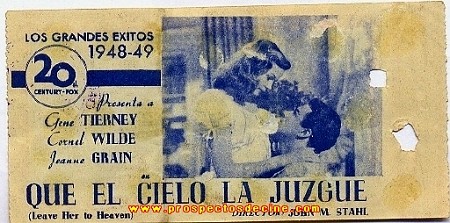 LOS GRANDES EXITOS
1948-49
20th
CENTURY-FOX
Presenta a
Gene TIERNEY
Cornel WILDE
Jeanne GRAIN
QUE EL CIELO LA JUZGUE
(Leave Her to Heaven)
DIRECTOR JOHN M. STAHL
www.prospectosdecine.com